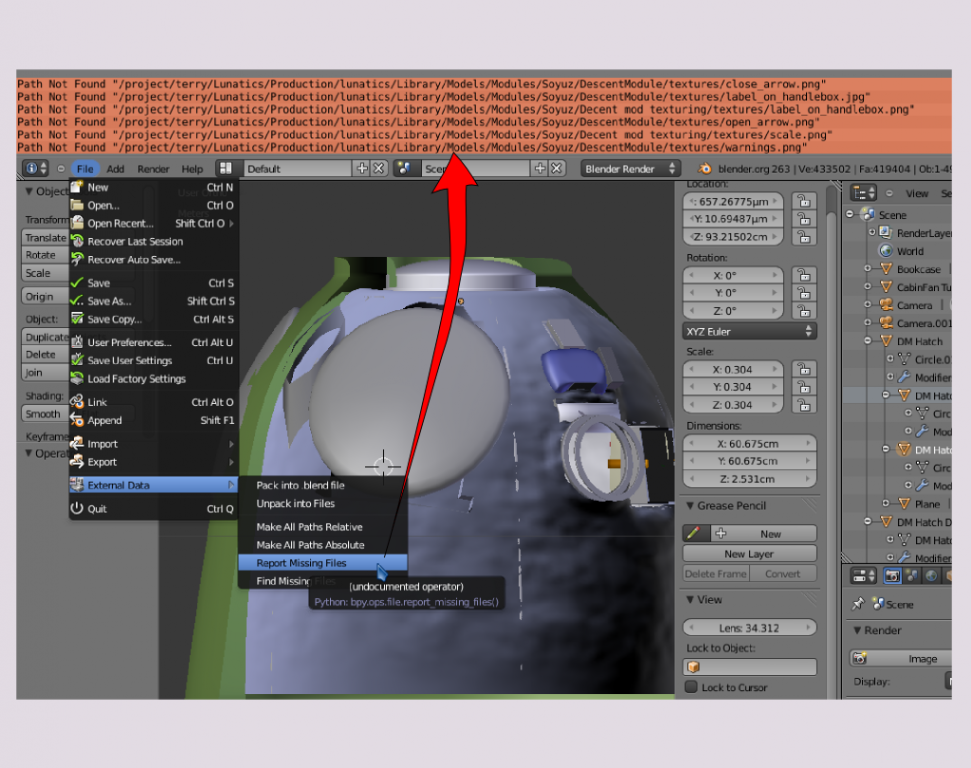 Path Not Found "/project/terry/Lunatics/Production/lunatics/Library/Models/Modules/Soyuz/DescentModule/textures/close_arrow.png"
Path Not Found "/project/terry/Lunatics/Production/lunatics/Library/Models/Modules/Soyuz/DescentModule/textures/label_on_handlebox.jpg"
Path Not Found "/project/terry/Lunatics/Production/lunatics/Library/Models/Modules/Soyuz/Decent mod texturing/textures/label_on_handlebox.png"
Path Not Found "/project/terry/Lunatics/Production/lunatics/Library/Models/Modules/Soyuz/DescentModule/textures/open_arrow.png"
Path Not Found "/project/terry/Lunatics/Production/lunatics/Library/Models/Modules/Soyuz/Decent mod texturing/textures/scale.png"
Path Not Found "/project/terry/Lunatics/Production/lunatics/Library/Models/Modules/Soyuz/DescentModule/textures/warnings.png"
File Add Render Help Default Scen Blender Render blender.org 263 | Ve:433502 | Fa:419404 | Ob:1-49
Object
Transform
Translate
Rotate
Scale
Origin
Object:
Duplicate
Delete
Join
Shading:
Smooth
Keyframe
Operat
New Ctrl N
Open... Ctrl O
Open Recent... Shift Ctrl O
Recover Last Session
Recover Auto Save...
Save Ctrl S
Save As... Shift Ctrl S
Save Copy... Ctrl Alt S
User Preferences... Ctrl Alt U
Save User Settings Ctrl U
Load Factory Settings
Link Ctrl Alt O
Append Shift F1
Import
Export
External Data
Quit Ctrl Q
Pack into .blend file
Unpack into Files
Make All Paths Relative
Make All Paths Absolute
Report Missing Files
Find Missing Files
(undocumented operator)
Python: bpy.ops.file.report_missing_files()
Location:
X: 657.26775µm
Y: 10.69487µm
Z: 93.21502cm
Rotation:
X: 0°
Y: 0°
Z: 0°
XYZ Euler
Scale:
X: 0.304
Y: 0.304
Z: 0.304
Dimensions:
X: 60.675cm
Y: 60.675cm
Z: 2.531cm
Grease Pencil
New
New Layer
Delete Frame Convert
View
Lens: 34.312
Lock to Object:
Lock to Cursor
View Se
Scene
RenderLaye
World
Bookcase
CabinFan Tu
Camera
Camera.001
DM Hatch
Circle.0
Modifier
DM Hatc
Circ
Mod
DM Hat
Circ
Mod
Plane
DM Hatch D
DM Hatc
Modifier
Scene
Render
Image
Display: